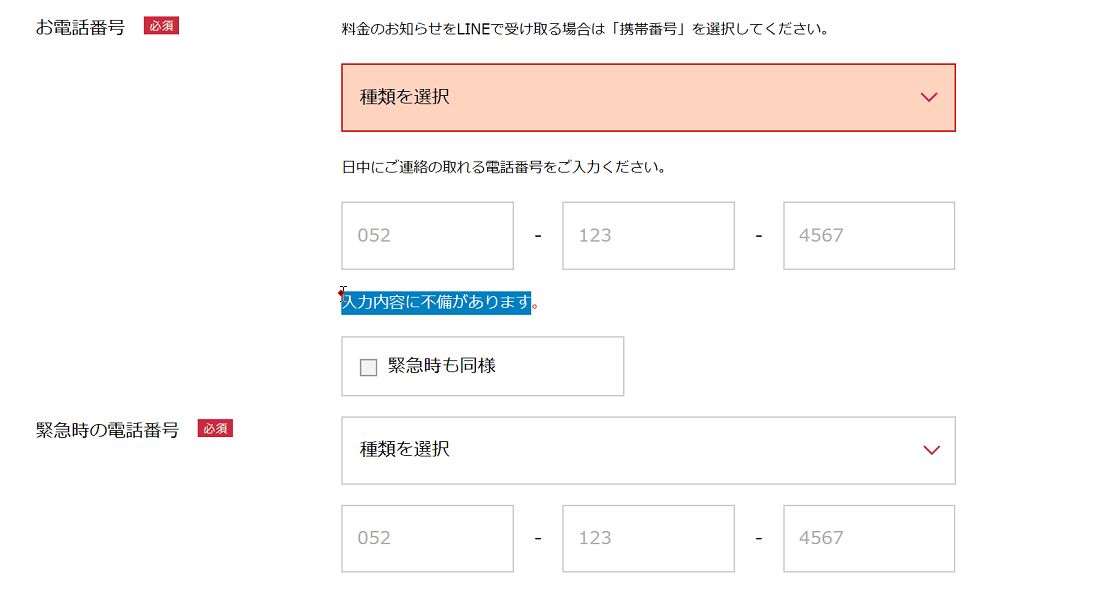 お電話番号 必須
料金のお知らせをLINEで受け取る場合は「携帯番号」を選択してください。
種類を選択
日中にご連絡の取れる電話番号をご入力ください。
052 - 123 - 4567
入力内容に不備があります。
緊急時も同様
緊急時の電話番号 必須
種類を選択
052 - 123 - 4567